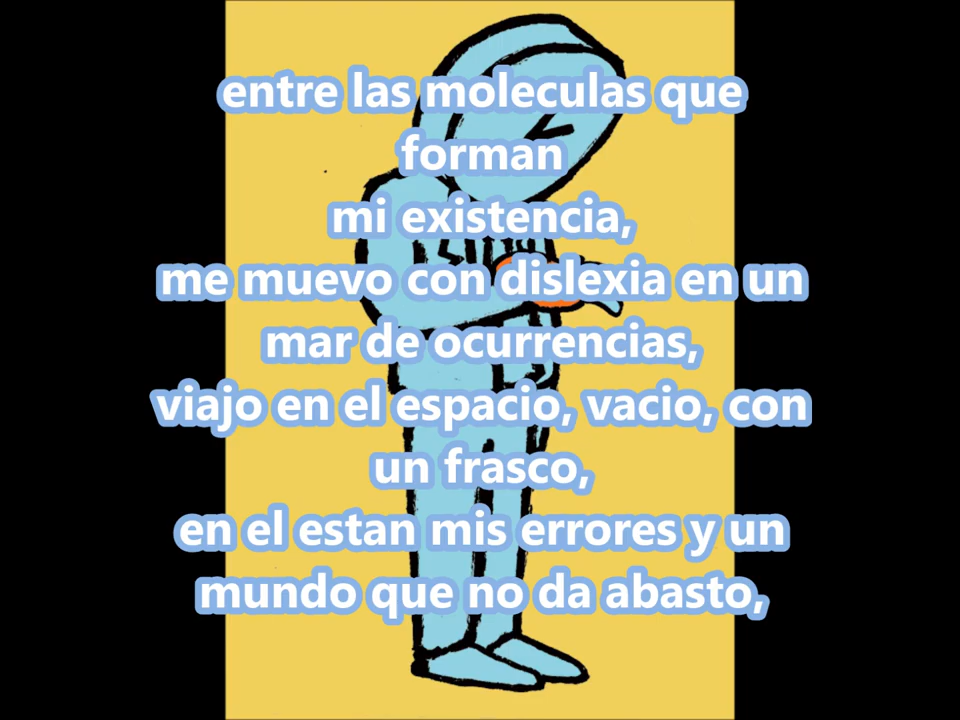 entre las moleculas que
forman
mi existencia,
me muevo con dislexia en un
mar de ocurrencias,
viajo en el espacio, vacio, con
un frasco,
en el estan mis errores y un
mundo que no da abasto,